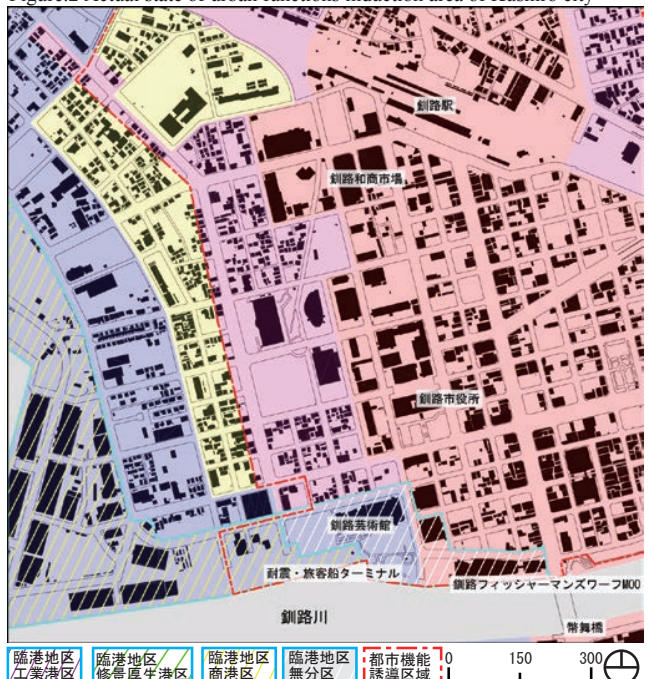 Figure.2 Actual state of urban functions induction area of Kushiro city
釧路駅
釧路和商市場
釧路市役所
釧路芸術館
耐震・旅客船ターミナル
釧路フィッシャーマンズワーフMOO
釧路川
幣舞橋
臨港地区
工業港区
臨港地区
修景厚生港区
臨港地区
商港区
臨港地区
無分区
都市機能
誘導区域
0 150 300